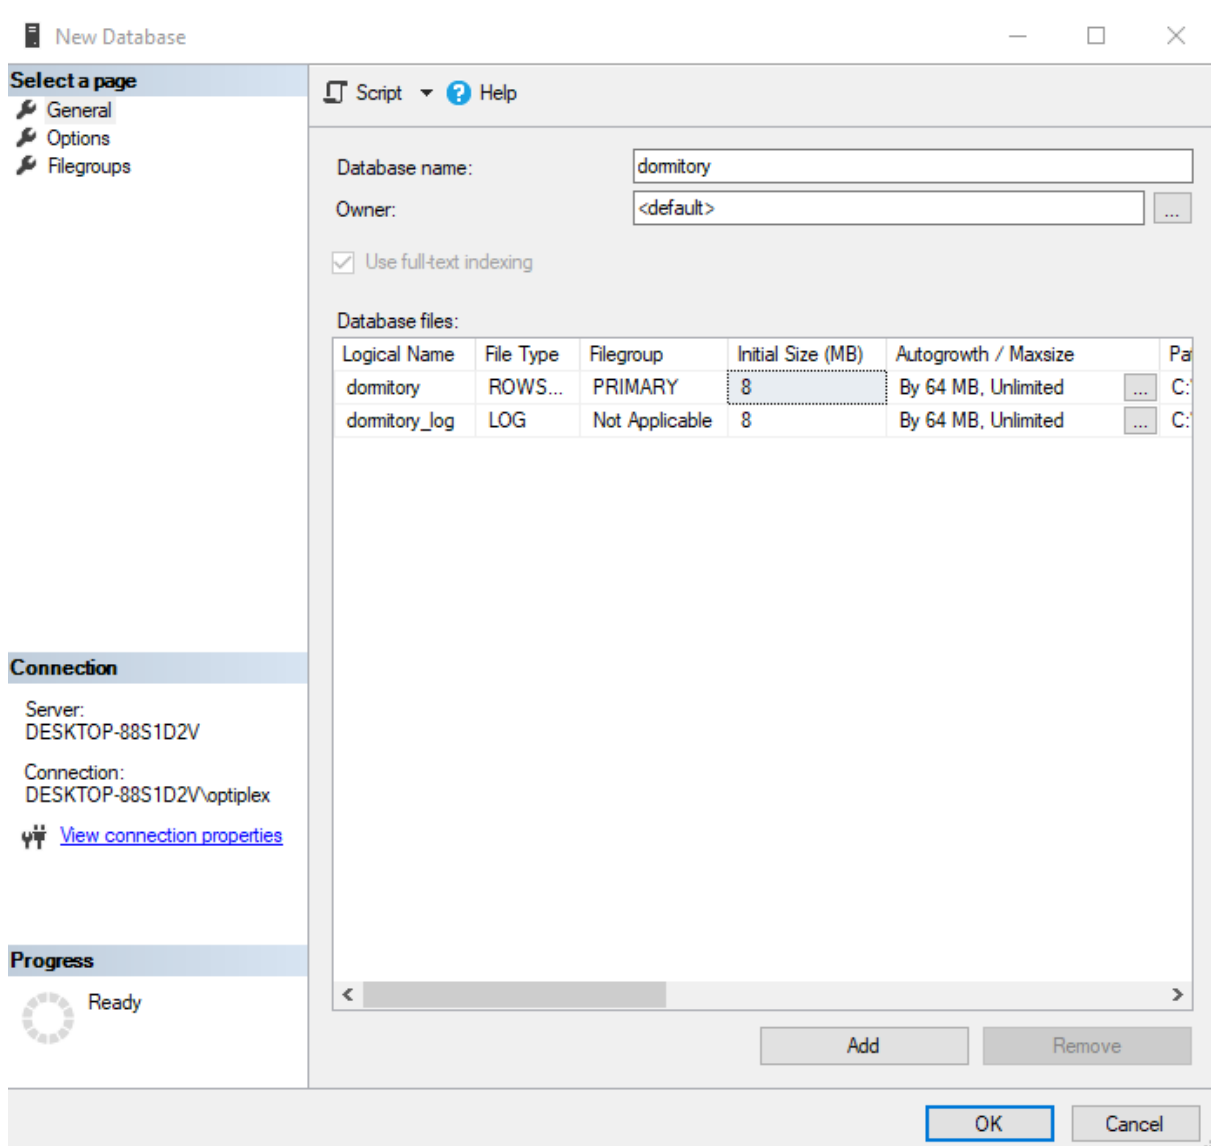 New Database
Select a page
General
Options
Filegroups
Script
Help
Database name: dormitory
Owner: <default> ...
Use full-text indexing
Database files:
Logical Name File Type Filegroup Initial Size (MB) Autogrowth / Maxsize
dormitory ROWS... PRIMARY 8 By 64 MB, Unlimited ...
dormitory_log LOG Not Applicable 8 By 64 MB, Unlimited ...
Connection
Server:
DESKTOP-88S1D2V
Connection:
DESKTOP-88S1D2V\optiplex
View connection properties
Progress
Ready
Add Remove
OK Cancel